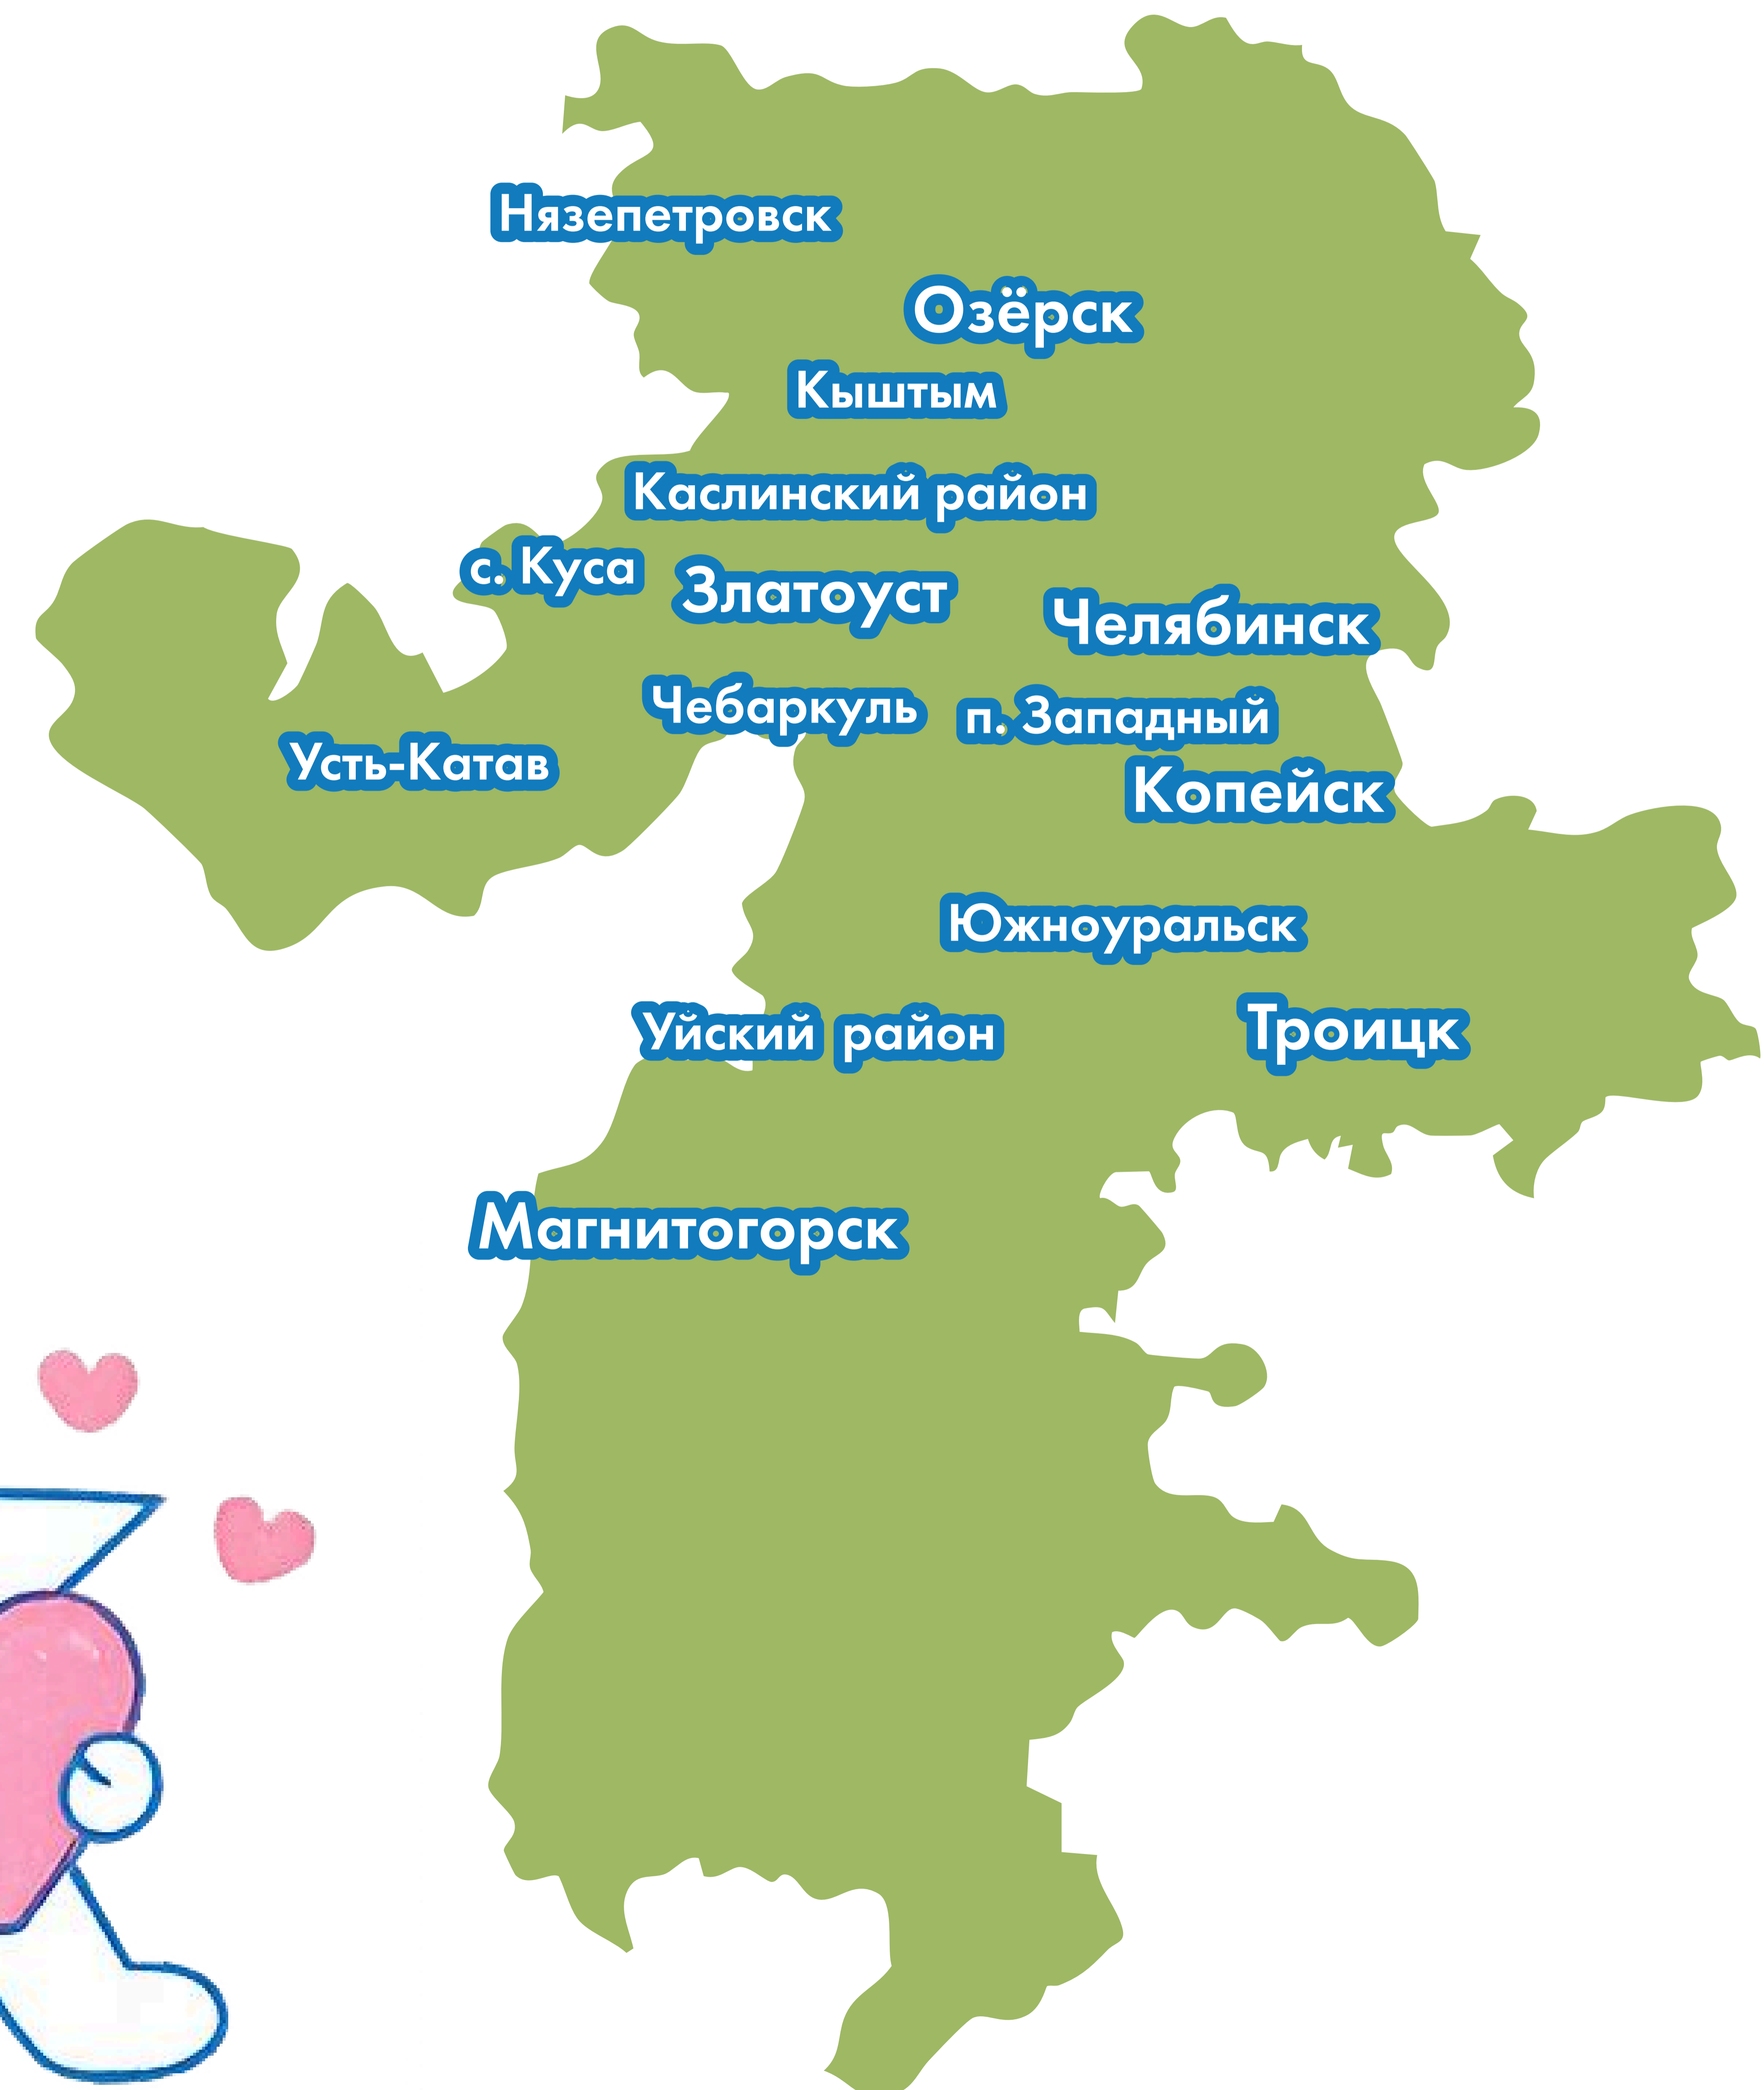 Нязепетровск
Озёрск
Кыштым
Каслинский район
с. Куса
Златоуст
Челябинск
Чебаркуль
п. Западный
Усть-Катав
Копейск
Южноуральск
Уйский район
Троицк
Магнитогорск